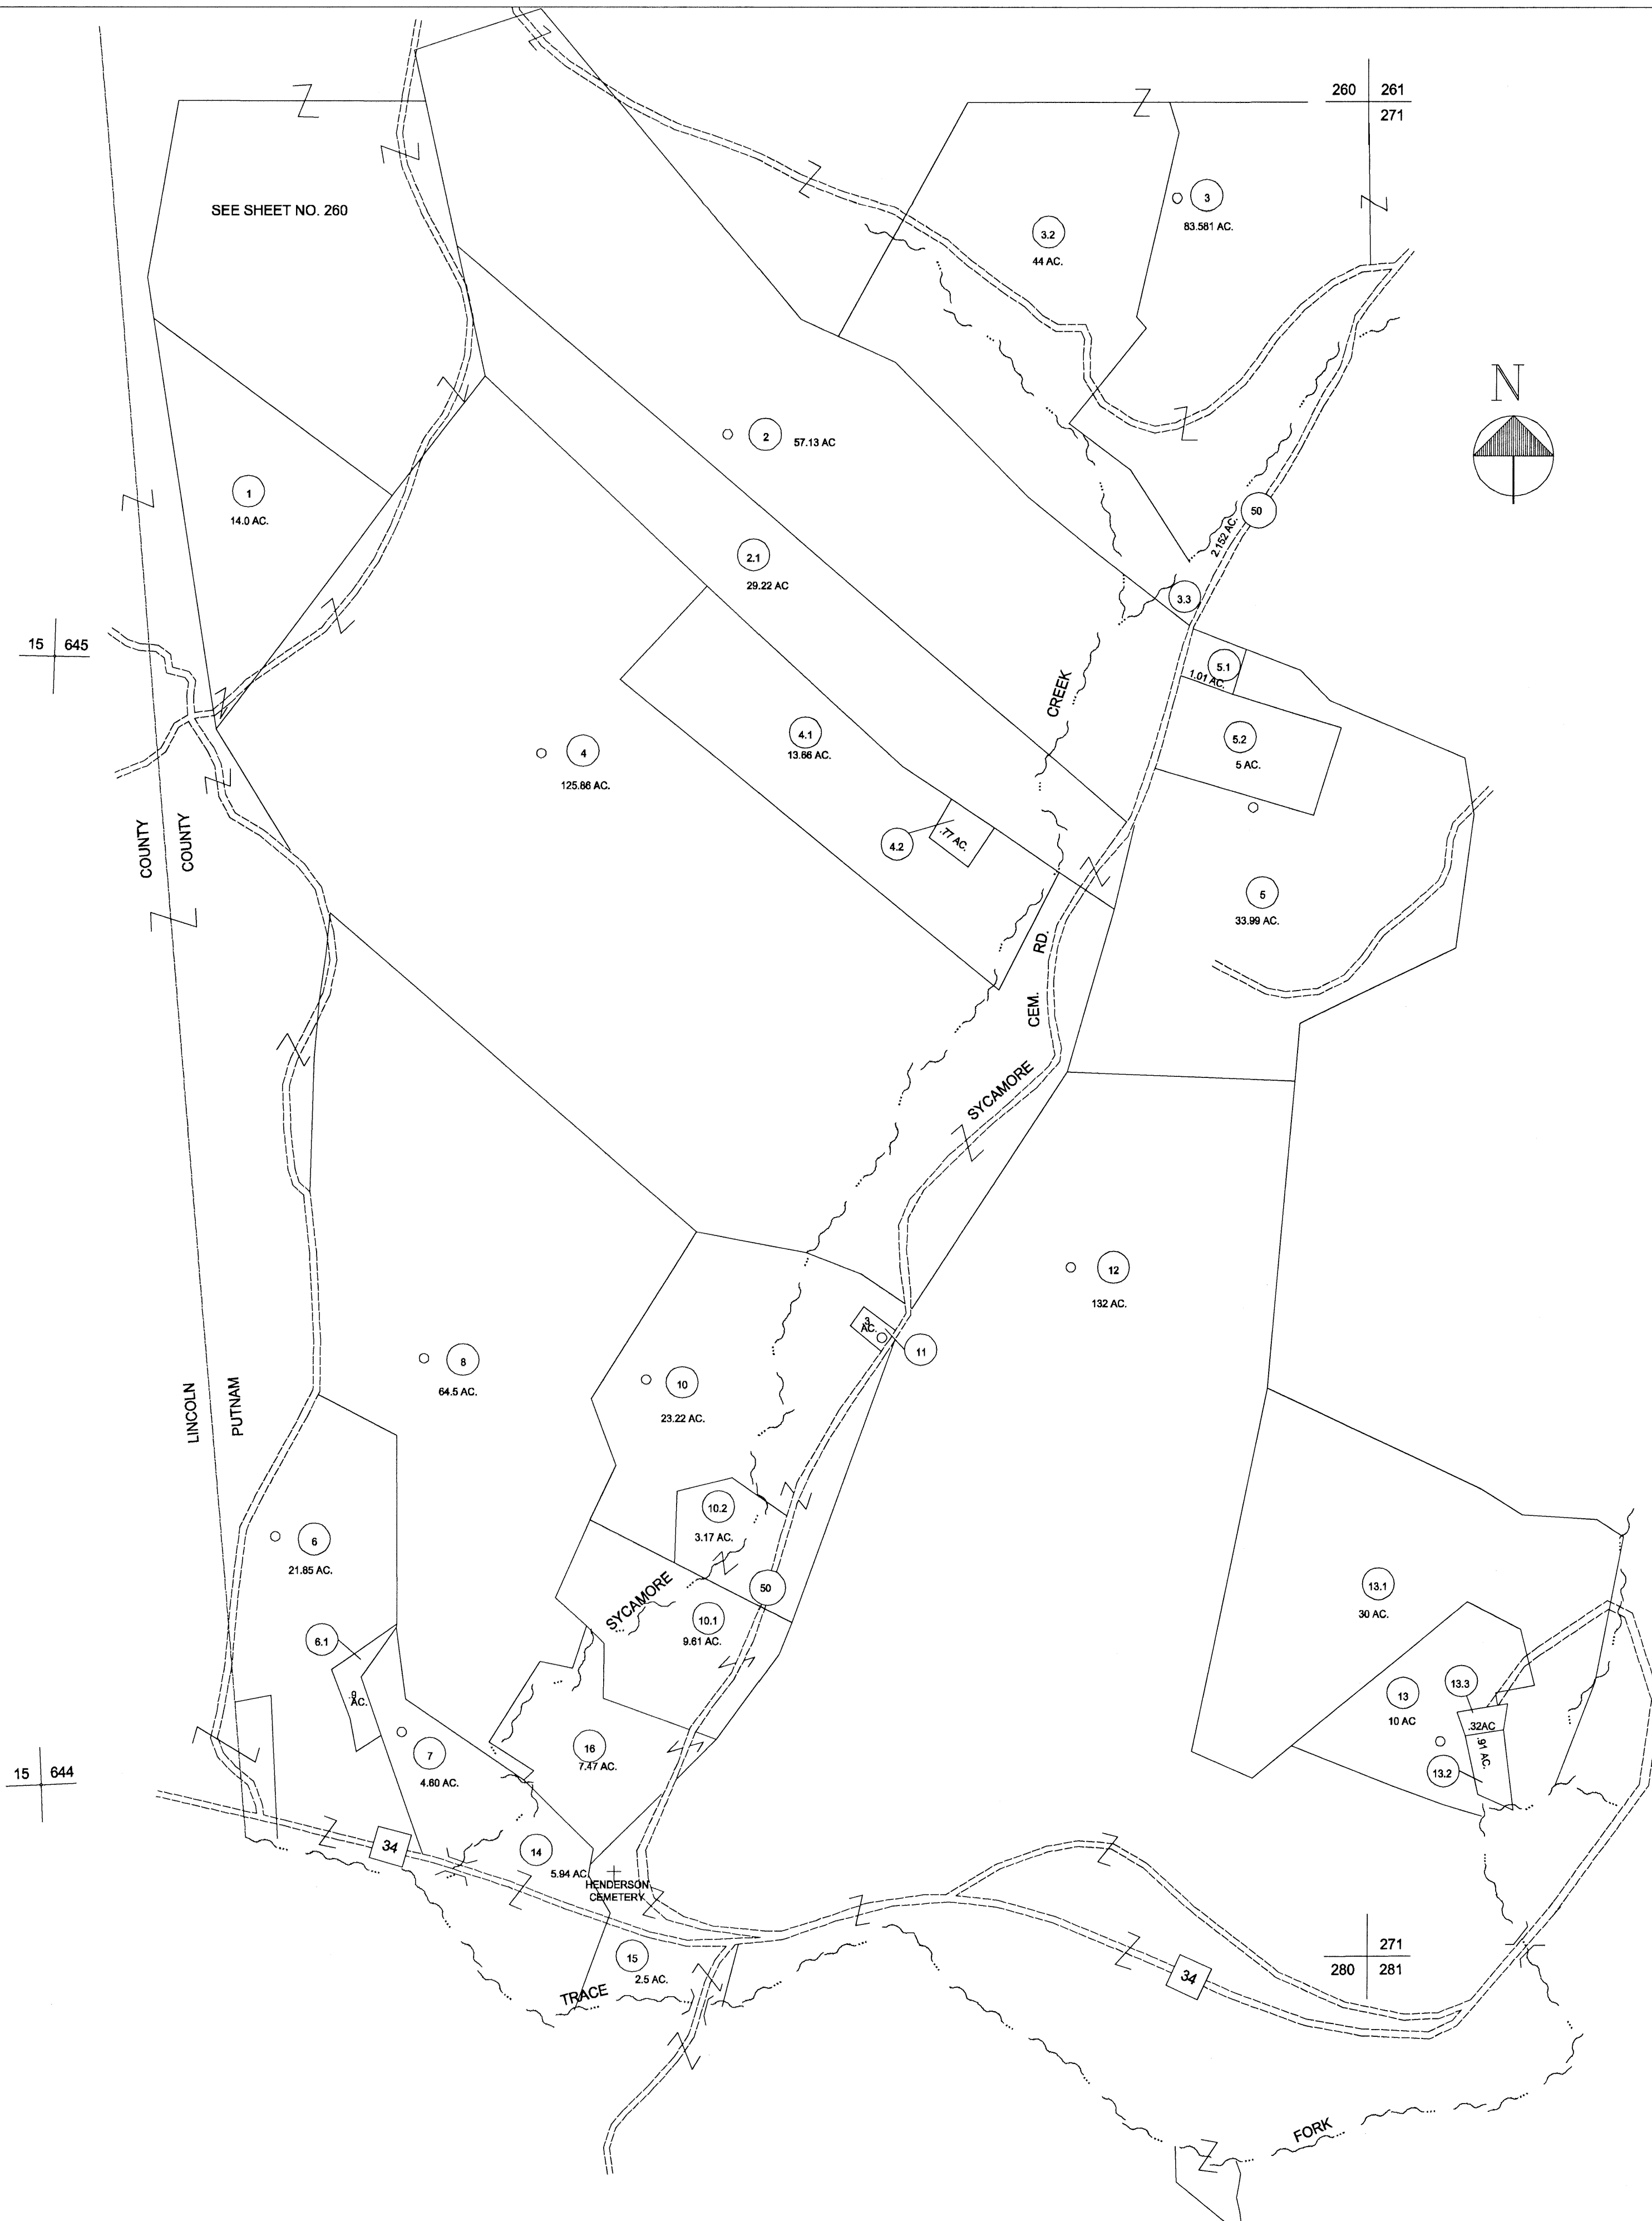 260 261
271
SEE SHEET NO. 260
3
83.581 AC.
3.2
44 AC.
N
2
57.13 AC
1
14.0 AC.
50
2.152 AC.
2.1
29.22 AC
3.3
15 645
5.1
1.01 AC.
CREEK
4.1
13.66 AC.
5.2
5 AC.
4
125.86 AC.
4.2
.77 AC.
COUNTY
COUNTY
5
33.99 AC.
SYCAMORE CEM. RD.
12
132 AC.
.3
AC.
11
8
64.5 AC.
10
23.22 AC.
LINCOLN
PUTNAM
10.2
3.17 AC.
6
21.85 AC.
50
SYCAMORE
10.1
9.61 AC.
13.1
30 AC.
6.1
.9
AC.
13
10 AC
13.3
.32AC
.91 AC.
13.2
7
4.60 AC.
16
7.47 AC.
15 644
34
14
5.94 AC.
HENDERSON
CEMETERY
15
2.5 AC.
TRACE
34
271
280 281
FORK